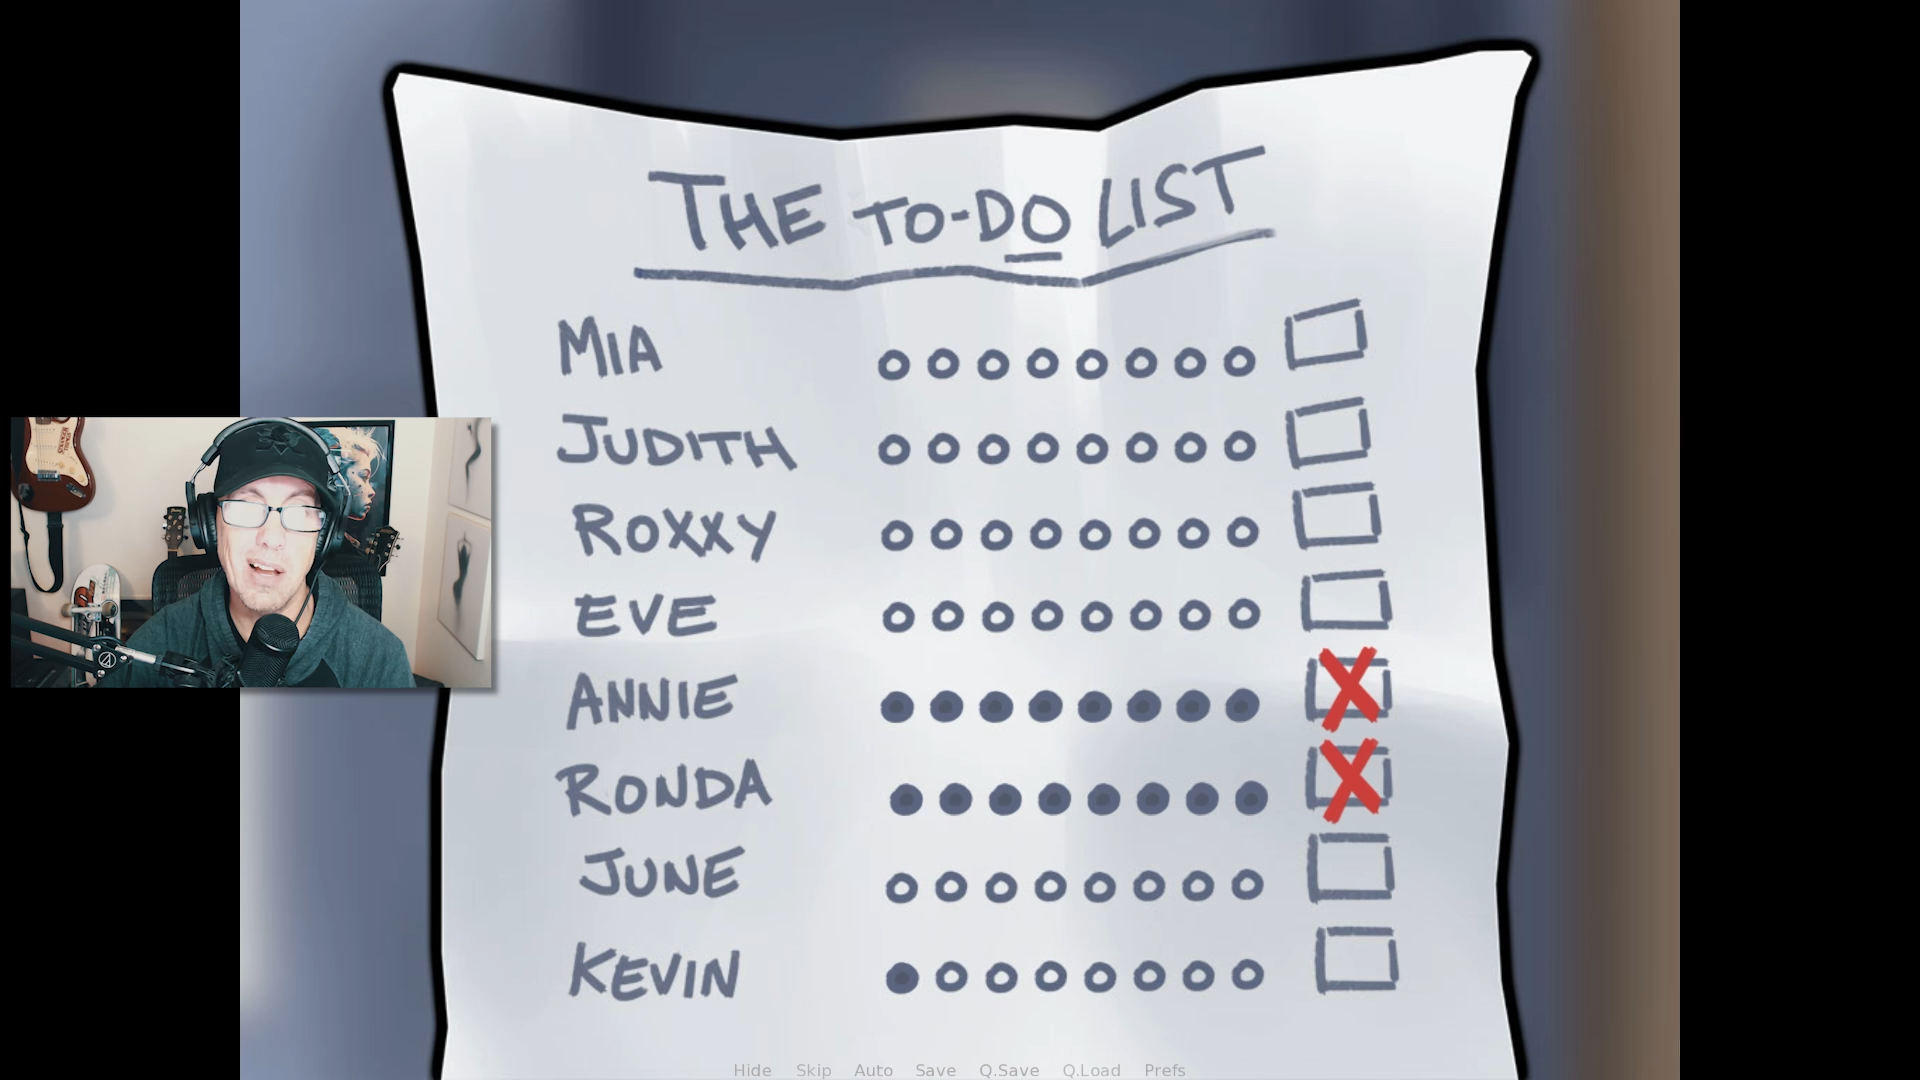 THE TO-DO LIST
MIA
JUDITH
ROXXY
EVE
ANNIE
RONDA
JUNE
KEVIN
Hide Skip Auto Save Q.Save Q.Load Prefs